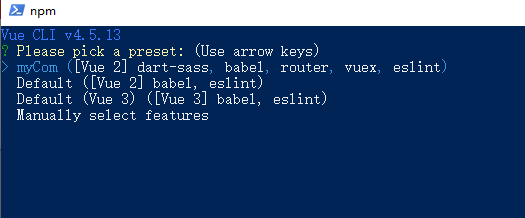 npm
Vue CLI v4.5.13
? Please pick a preset: (Use arrow keys)
> myCom ([Vue 2] dart-sass, babel, router, vuex, eslint)
Default ([Vue 2] babel, eslint)
Default (Vue 3) ([Vue 3] babel, eslint)
Manually select features